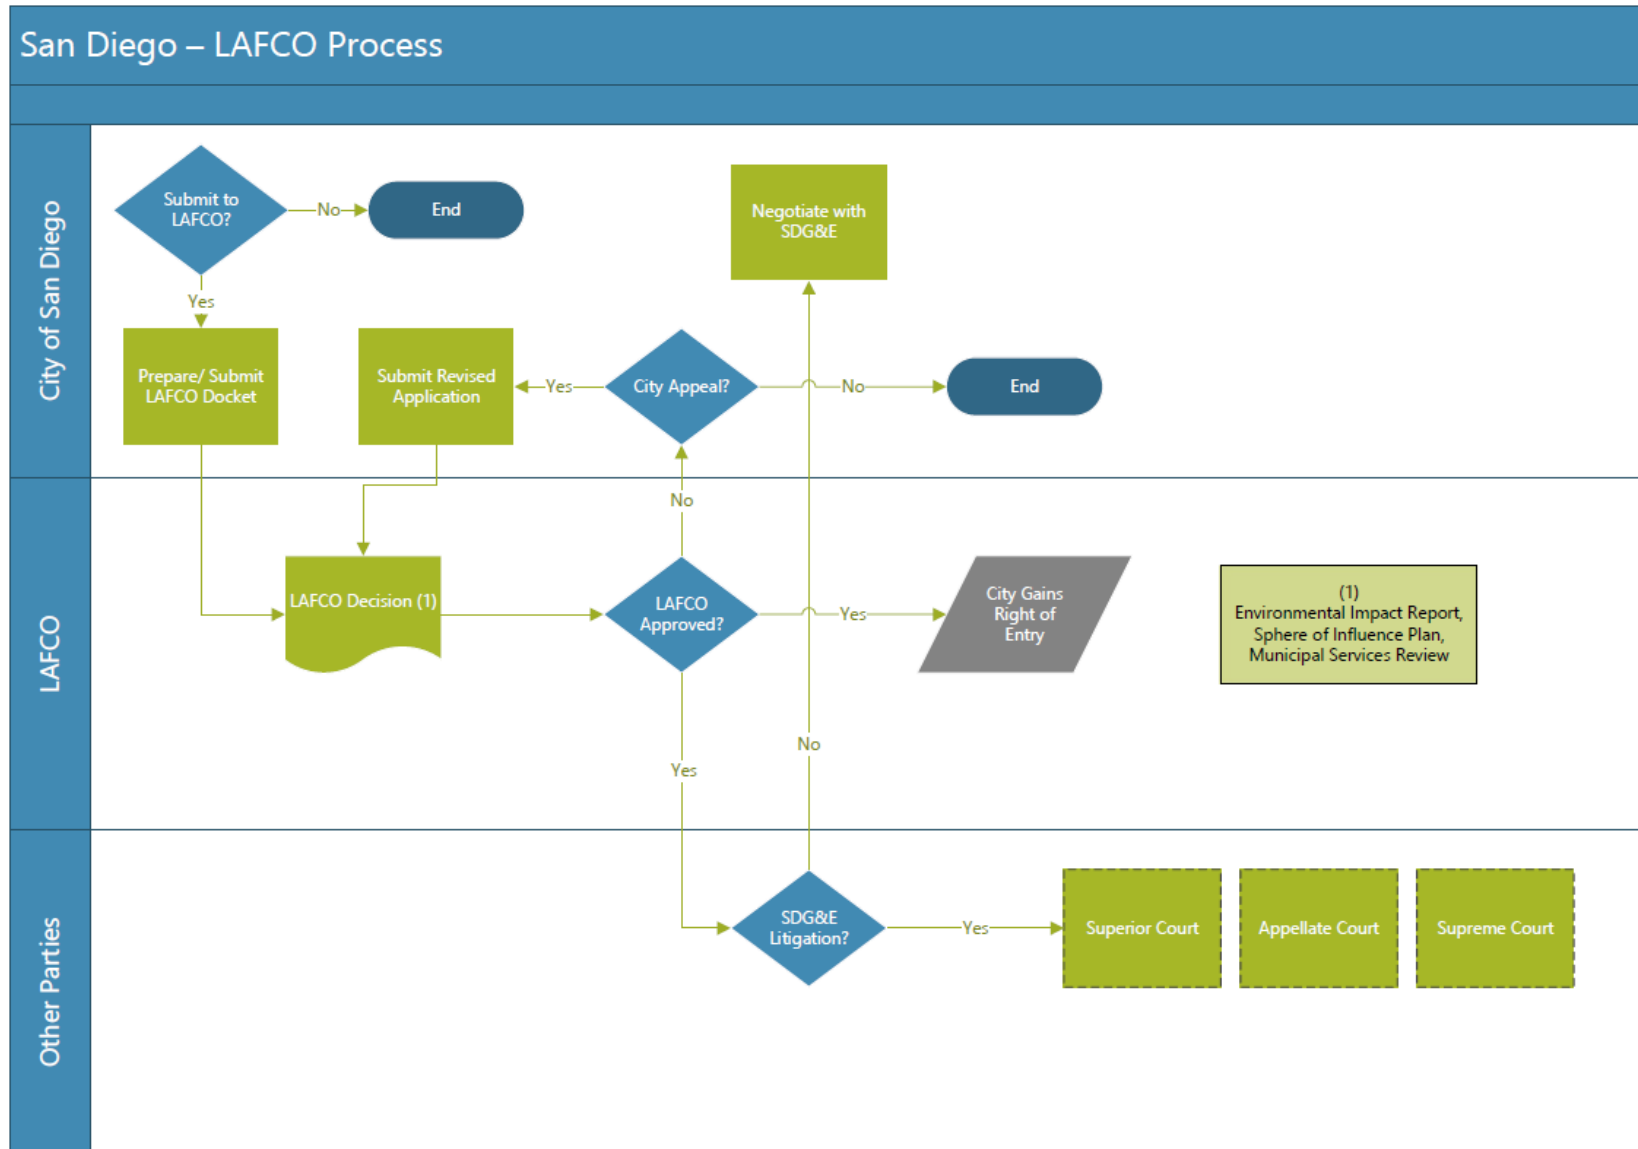 San Diego – LAFCO Process
City of San Diego
Submit to
LAFCO?
No
End
Negotiate with
SDG&E
Yes
Prepare/ Submit
LAFCO Docket
Submit Revised
Application
Yes
City Appeal?
No
End
LAFCO
No
LAFCO Decision (1)
LAFCO
Approved?
Yes
City Gains
Right of
Entry
(1)
Environmental Impact Report,
Sphere of Influence Plan,
Municipal Services Review
No
Yes
Other Parties
SDG&E
Litigation?
Yes
Superior Court
Appellate Court
Supreme Court